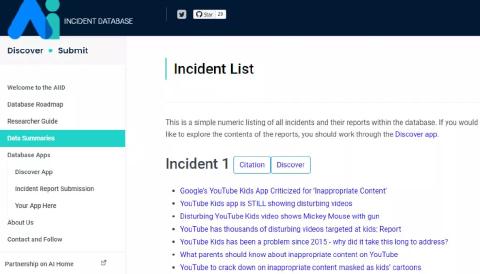 Ai INCIDENT DATABASE
Star 29
Discover • Submit
Welcome to the AIID
Database Roadmap
Researcher Guide
Data Summaries
Database Apps
Discover App
Incident Report Submission
Your App Here
About Us
Contact and Follow
Partnership on AI Home
Incident List
This is a simple numeric listing of all incidents and their reports within the database. If you would
like to explore the contents of the reports, you should work through the Discover app.
Incident 1 Citation Discover
• Google's YouTube Kids App Criticized for 'Inappropriate Content'
• YouTube Kids app is STILL showing disturbing videos
• Disturbing YouTube Kids video shows Mickey Mouse with gun
• YouTube has thousands of disturbing videos targeted at kids: Report
• YouTube Kids has been a problem since 2015 - why did it take this long to address?
• What parents should know about inappropriate content on YouTube
• YouTube to crack down on inappropriate content masked as kids' cartoons